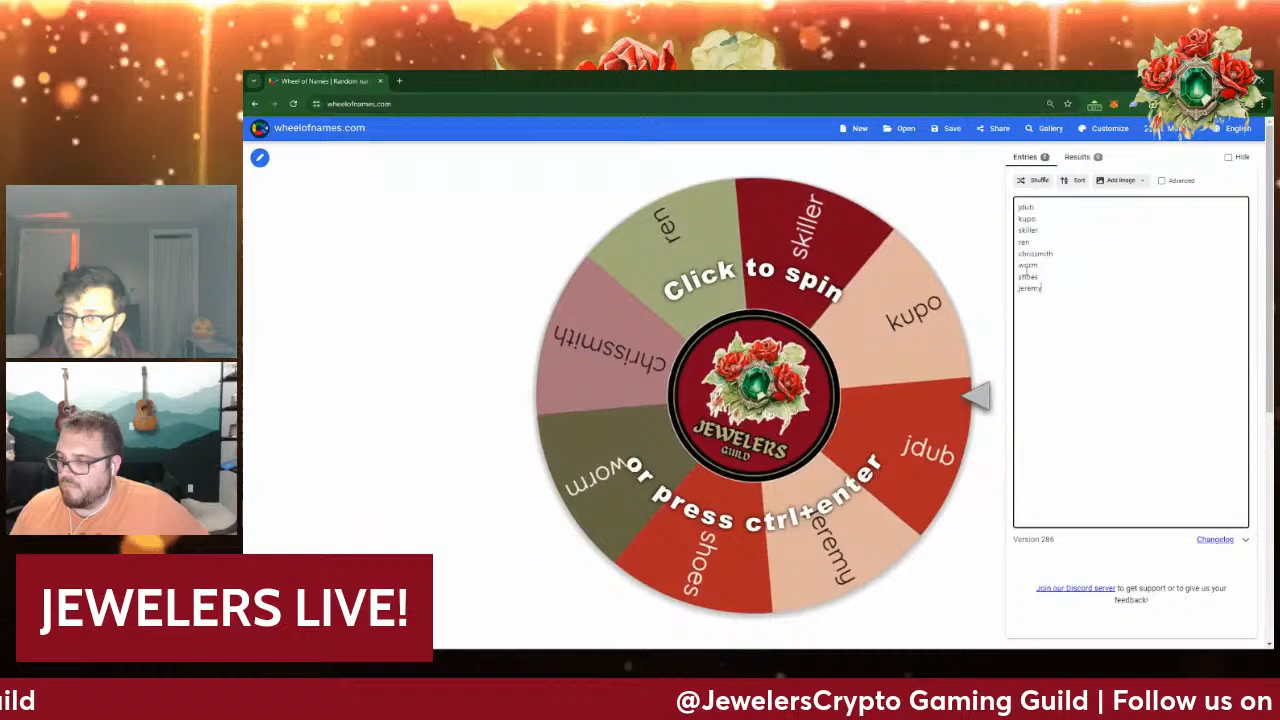 Wheel of Names | Random nar
wheelofnames.com
wheelofnames.com
New
Open
Save
Share
Gallery
Customize
English
Entries 8
Results 0
Hide
Shuffle
Sort
Add image
Advanced
jdub
kupo
skiller
ren
chrissmith
worm
shoes
jeremy
ren
skiller
Click to spin
kupo
chrissmith
JEWELERS
GUILD
jdub
worm
or press ctrl+enter
shoes
jeremy
Version 286
Changelog
Join our Discord server to get support or to give us your
feedback!
JEWELERS LIVE!
uild
@JewelersCrypto Gaming Guild | Follow us on